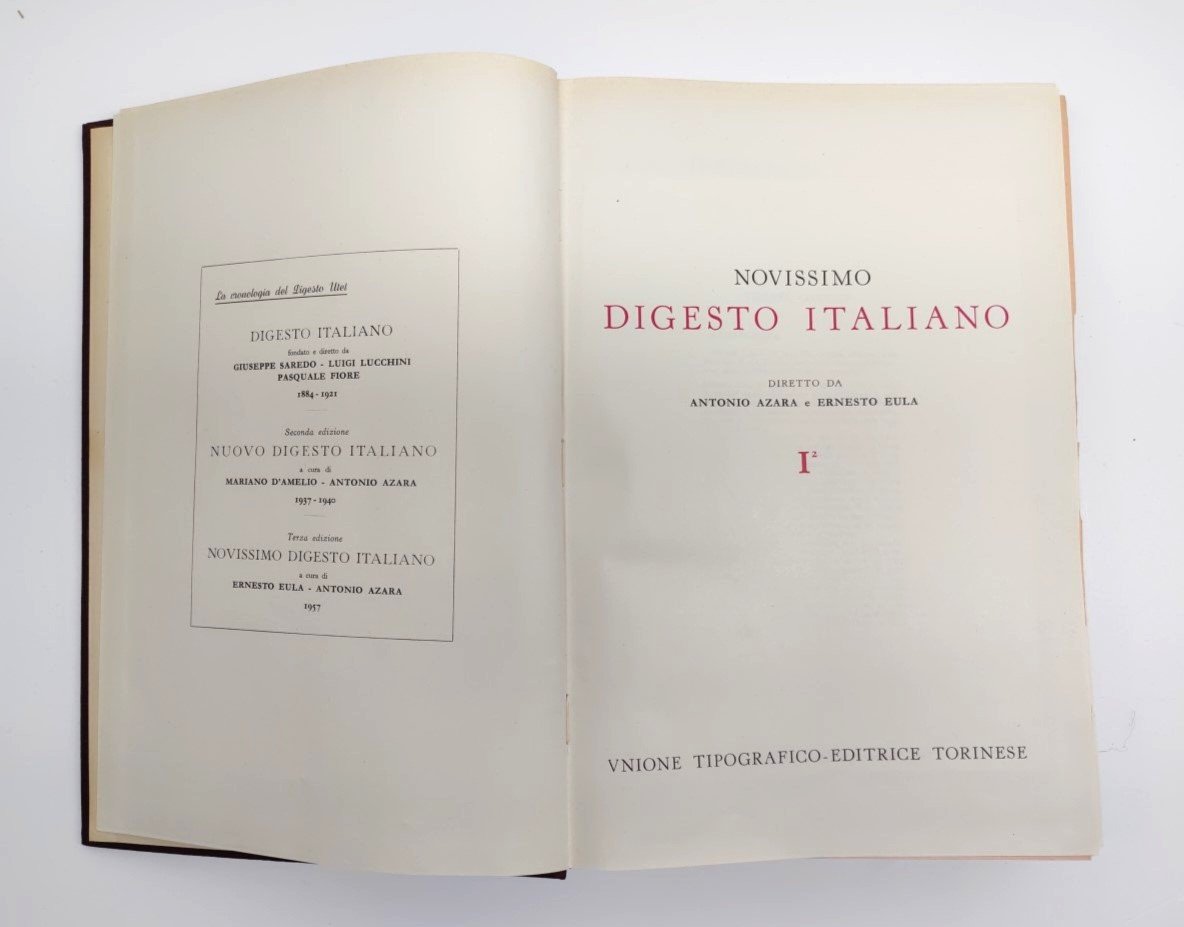 La cronologia del Digesto Utet
DIGESTO ITALIANO
fondato e diretto da
GIUSEPPE SAREDO - LUIGI LUCCHINI
PASQUALE FIORE
1884 - 1921
Seconda edizione
NUOVO DIGESTO ITALIANO
a cura di
MARIANO D'AMELIO - ANTONIO AZARA
1937 - 1940
Terza edizione
NOVISSIMO DIGESTO ITALIANO
a cura di
ERNESTO EULA - ANTONIO AZARA
1957
NOVISSIMO
DIGESTO ITALIANO
DIRETTO DA
ANTONIO AZARA e ERNESTO EULA
I²
VNIONE TIPOGRAFICO-EDITRICE TORINESE